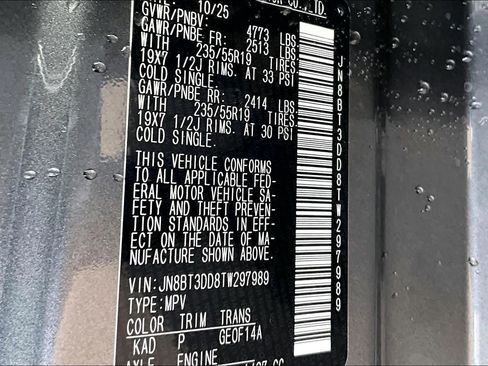 DATE 10/25
CO.,LTD.
GVWR/PNBV: 4773 LBS
GAWR/PNBE FR: 2513 LBS.
WITH 235/55R19 TIRES.
19X7 1/2J RIMS. AT 33 PSI
COLD SINGLE.
GAWR/PNBE RR: 2414 LBS.
WITH 235/55R19 TIRES.
19X7 1/2J RIMS. AT 30 PSI
COLD SINGLE.
THIS VEHICLE CONFORMS
TO ALL APPLICABLE FED-
ERAL MOTOR VEHICLE SA-
FETY AND THEFT PREVEN-
TION STANDARDS IN EFF-
ECT ON THE DATE OF MA-
NUFACTURE SHOWN ABOVE.
VIN:JN8BT3DD8TW297989
TYPE:MPV
COLOR TRIM TRANS
KAD P GE0F14A
AXLE ENGINE
JN8BT3DD8TW297989